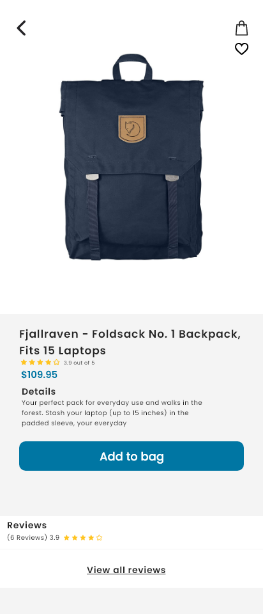 Fjallraven - Foldsack No. 1 Backpack,
Fits 15 Laptops
3.9 out of 5
$109.95
Details
Your perfect pack for everyday use and walks in the
forest. Stash your laptop (up to 15 inches) in the
padded sleeve, your everyday
Add to bag
Reviews
(6 Reviews) 3.9
View all reviews